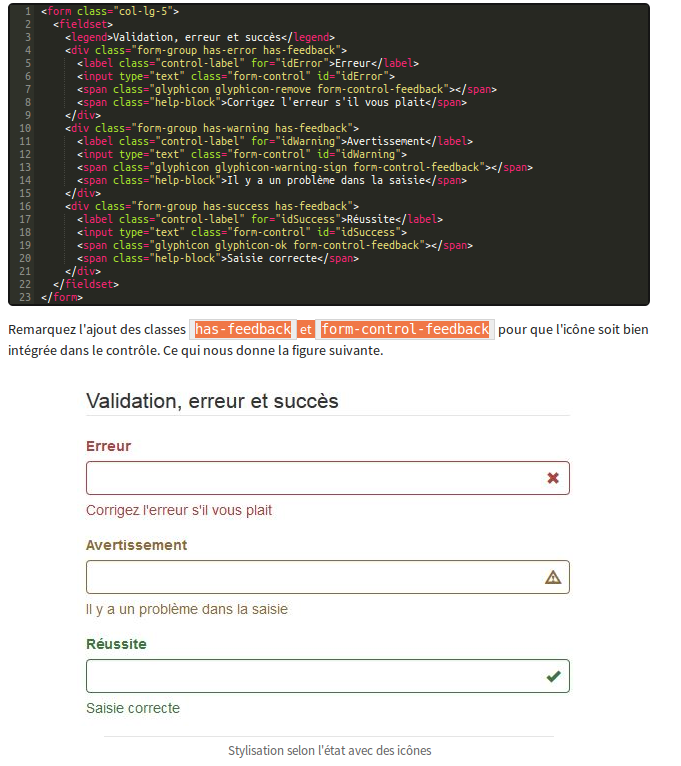 1 <form class="col-lg-5">
2   <fieldset>
3     <legend>Validation, erreur et succès</legend>
4     <div class="form-group has-error has-feedback">
5       <label class="control-label" for="idError">Erreur</label>
6       <input type="text" class="form-control" id="idError">
7       <span class="glyphicon glyphicon-remove form-control-feedback"></span>
8       <span class="help-block">Corrigez l'erreur s'il vous plait</span>
9     </div>
10     <div class="form-group has-warning has-feedback">
11       <label class="control-label" for="idWarning">Avertissement</label>
12       <input type="text" class="form-control" id="idWarning">
13       <span class="glyphicon glyphicon-warning-sign form-control-feedback"></span>
14       <span class="help-block">Il y a un problème dans la saisie</span>
15     </div>
16     <div class="form-group has-success has-feedback">
17       <label class="control-label" for="idSuccess">Réussite</label>
18       <input type="text" class="form-control" id="idSuccess">
19       <span class="glyphicon glyphicon-ok form-control-feedback"></span>
20       <span class="help-block">Saisie correcte</span>
21     </div>
22   </fieldset>
23 </form>
Remarquez l'ajout des classes has-feedback et form-control-feedback pour que l'icône soit bien
intégrée dans le contrôle. Ce qui nous donne la figure suivante.
Validation, erreur et succès
Erreur
Corrigez l'erreur s'il vous plait
Avertissement
Il y a un problème dans la saisie
Réussite
Saisie correcte
Stylisation selon l'état avec des icônes